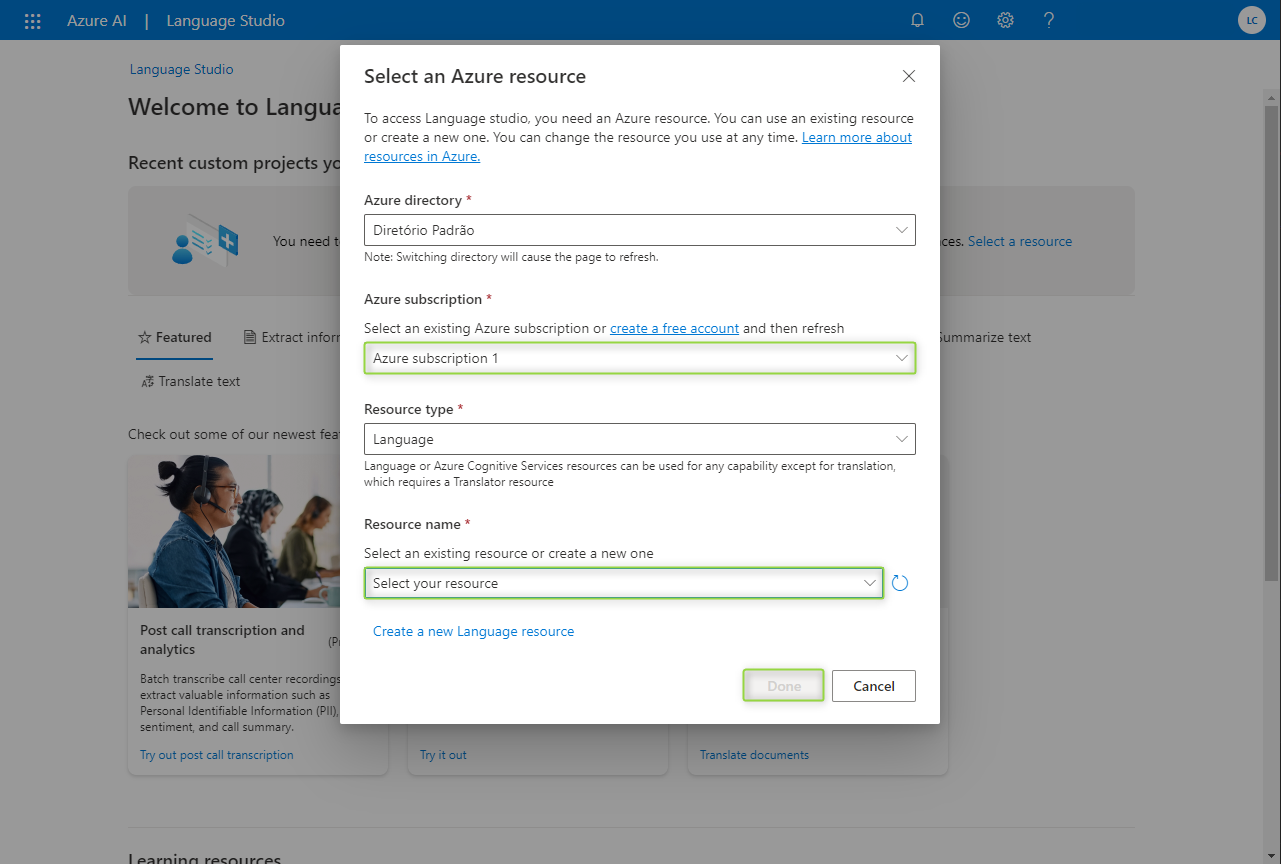 Azure AI | Language Studio
LC
Language Studio
Welcome to Langua
Recent custom projects yo
You need t
ces. Select a resource
Featured
Extract inforr
Summarize text
Translate text
Check out some of our newest fea
Post call transcription and
analytics
(Pr
Batch transcribe call center recordings
extract valuable information such as
Personal Identifiable Information (PII),
sentiment, and call summary.
Try out post call transcription
Try it out
Translate documents
Learning resources
Select an Azure resource
To access Language studio, you need an Azure resource. You can use an existing resource
or create a new one. You can change the resource you use at any time. Learn more about
resources in Azure.
Azure directory *
Diretório Padrão
Note: Switching directory will cause the page to refresh.
Azure subscription *
Select an existing Azure subscription or create a free account and then refresh
Azure subscription 1
Resource type *
Language
Language or Azure Cognitive Services resources can be used for any capability except for translation,
which requires a Translator resource
Resource name *
Select an existing resource or create a new one
Select your resource
Create a new Language resource
Done
Cancel